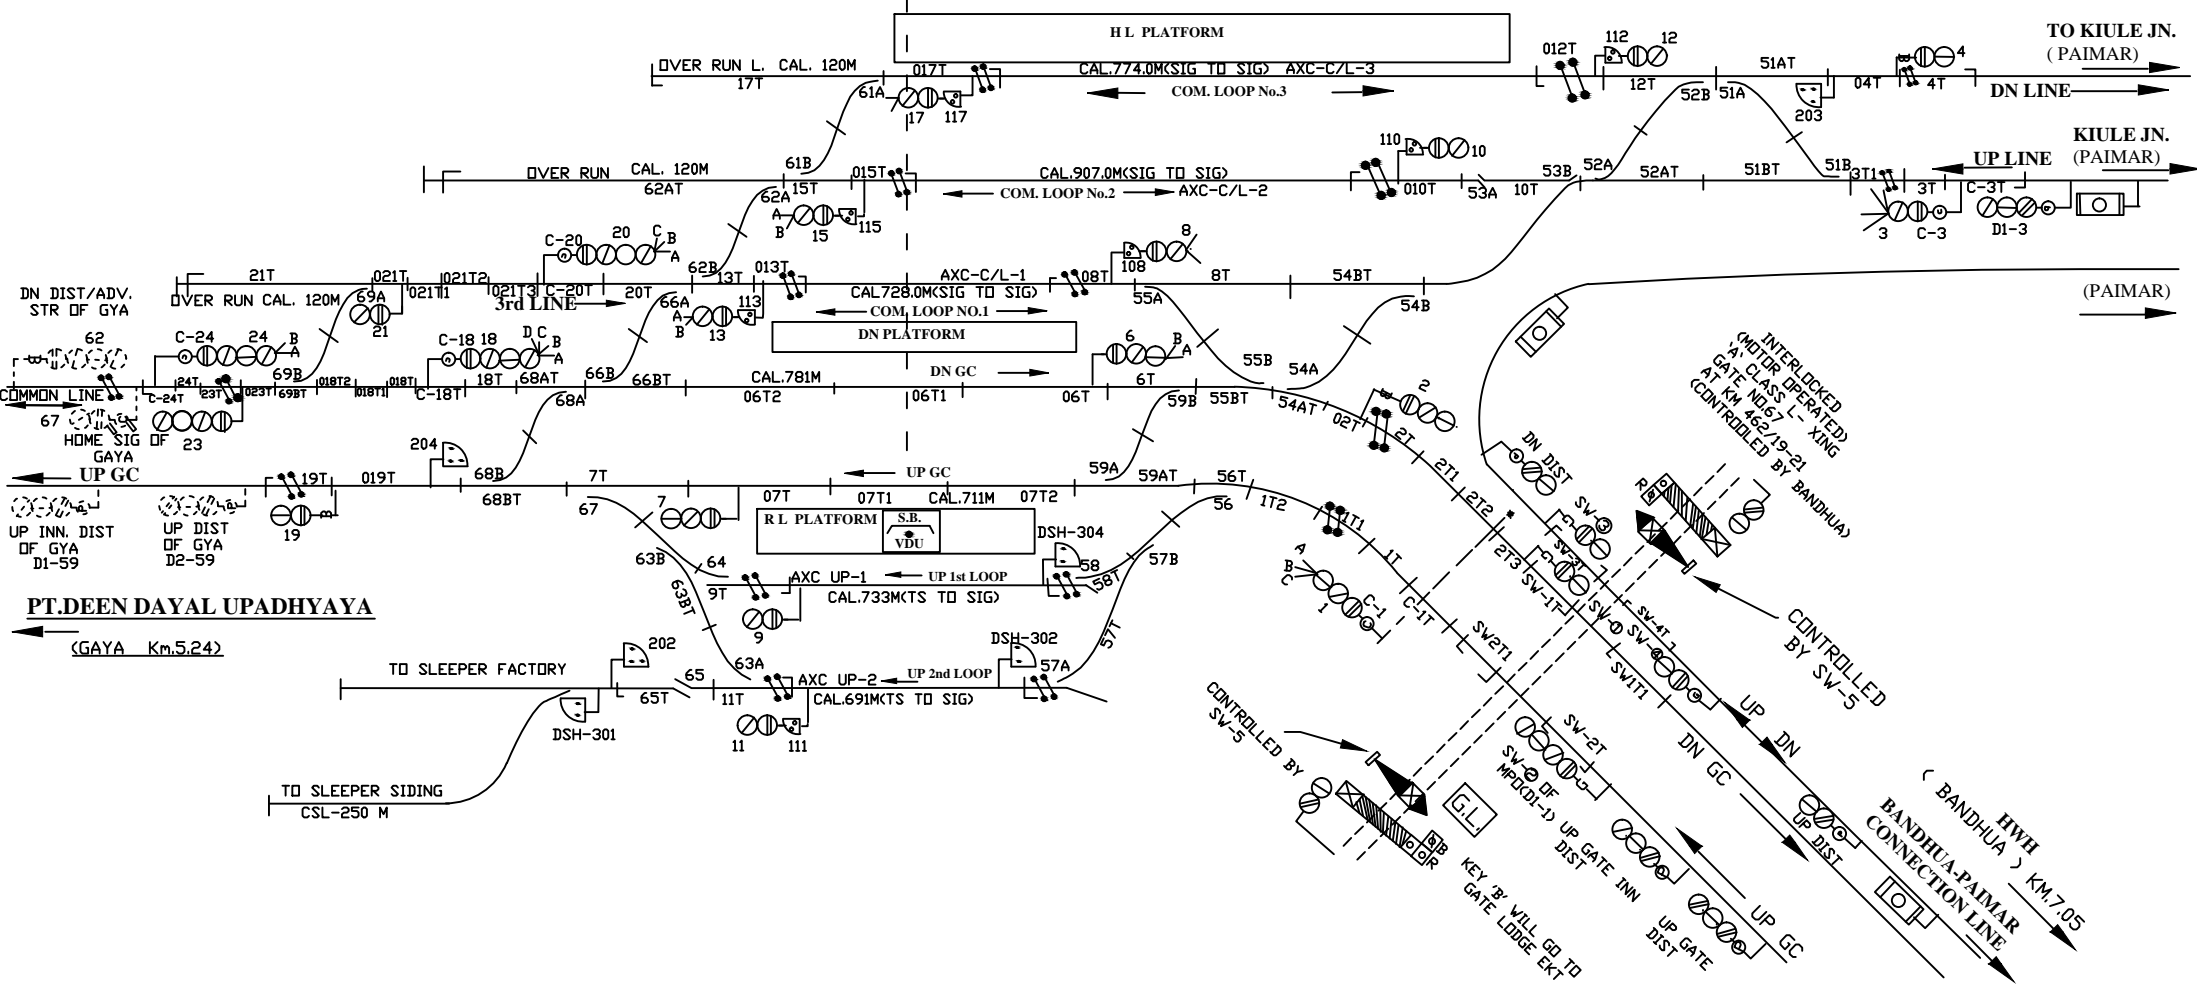 H L PLATFORM
112
12
012T
TO KIULE JN.
( PAIMAR)
OVER RUN L. CAL. 120M
17T
017T
CAL.774.0M(SIG TO SIG) AXC-C/L-3
COM. LOOP No.3
12T
51AT
B
4
04T
4T
DN LINE
61A
17
117
52B
51A
203
110
10
KIULE JN.
(PAIMAR)
UP LINE
OVER RUN CAL. 120M
62AT
61B
15T
015T
CAL.907.0M(SIG TO SIG)
COM. LOOP No.2
AXC-C/L-2
010T
53A
10T
53B
52A
52AT
51BT
51B
3T1
3T
C-3T
62A
A
B
15
115
3
C-3
D1-3
C-20
20
C
B
A
108
8
DN DIST/ADV.
STR OF GYA
62
21T
OVER RUN CAL. 120M
021T
021T1
021T2
021T3
C-20T
3rd LINE
20T
62B
13T
013T
AXC-C/L-1
CAL728.0M(SIG TO SIG)
COM. LOOP NO.1
08T
8T
54BT
69A
21
66A
A
B
13
113
55A
54B
(PAIMAR)
C-24
24
B
A
C-18
18
D
C
B
A
DN PLATFORM
6
B
A
COMMON LINE
C-24T
24T
23T
023T
69B
69BT
018T2
018T1
018T
C-18T
18T
68AT
66B
66BT
DN GC
CAL.781M
06T2
06T1
06T
6T
55B
54A
59B
55BT
54AT
02T
B
2
2T
67
HOME SIG OF
GAYA
23
68A
204
UP GC
19T
019T
68B
68BT
7T
UP GC
07T
07T1
CAL.711M
07T2
59A
59AT
56T
1T2
2T1
2T2
2T3
UP INN. DIST
OF GYA
D1-59
UP DIST
OF GYA
D2-59
B
19
67
7
R L PLATFORM
S.B.
VDU
DSH-304
56
1T1
1T
C-1T
63B
64
63BT
AXC UP-1
UP 1st LOOP
CAL.733M(TS TO SIG)
9T
9
58
58T
57B
57T
A
B
C
1
C-1
PT.DEEN DAYAL UPADHYAYA
(GAYA Km.5.24)
TO SLEEPER FACTORY
202
65
65T
63A
11T
AXC UP-2
UP 2nd LOOP
CAL.691M(TS TO SIG)
DSH-302
57A
11
111
DSH-301
TO SLEEPER SIDING
CSL-250 M
INTERLOCKED
(MOTOR OPERATED)
'A' CLASS L- XING
GATE NO.67
AT KM 462/19-21
(CONTROOLED BY BANDHUA)
DN DIST
SW-3
SW-3T
R
SW-1T
SW-1
SW-4T
SW-4
SW2T1
SW1T1
CONTROLLED
BY SW-5
CONTROLLED BY
SW-5
SW-2T
SW-2 OF
MPO(D1-1) UP GATE INN
DIST
UP GATE
DIST
G.L.
B
R
KEY 'B' WILL GO TO
GATE LODGE EKT
UP DN
DN GC
UP DIST
UP GC
BANDHUA-PAIMAR
CONNECTION LINE
HWH
( BANDHUA ) KM.7.05